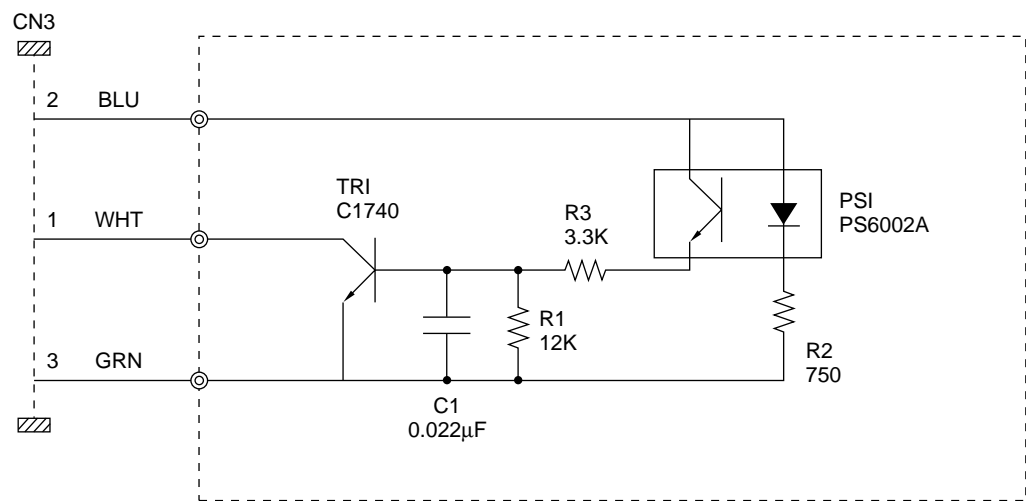 CN3
2 BLU
TRI
C1740
PSI
PS6002A
1 WHT
R3
3.3K
R1
12K
3 GRN
R2
750
C1
0.022μF